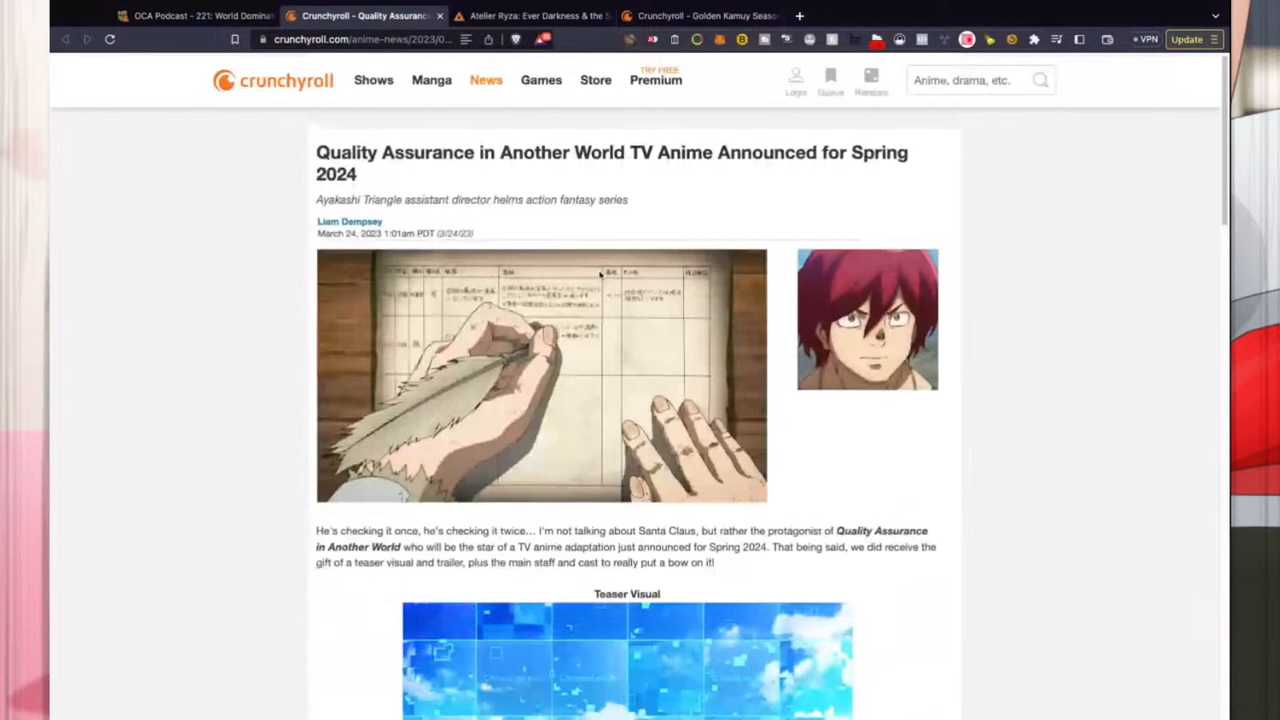 OCA Podcast - 221: World Dominat
Crunchyroll - Quality Assurance
Atelier Ryza: Ever Darkness & the S
Crunchyroll - Golden Kamuy Seaso
crunchyroll.com/anime-news/2023/0...
VPN
Update
crunchyroll
Shows
Manga
News
Games
Store
TRY FREE
Premium
Login
Queue
Random
Anime, drama, etc.
Quality Assurance in Another World TV Anime Announced for Spring
2024
Ayakashi Triangle assistant director helms action fantasy series
Liam Dempsey
March 24, 2023 1:01am PDT (3/24/23)
He's checking it once, he's checking it twice... I'm not talking about Santa Claus, but rather the protagonist of Quality Assurance
in Another World who will be the star of a TV anime adaptation just announced for Spring 2024. That being said, we did receive the
gift of a teaser visual and trailer, plus the main staff and cast to really put a bow on it!
Teaser Visual